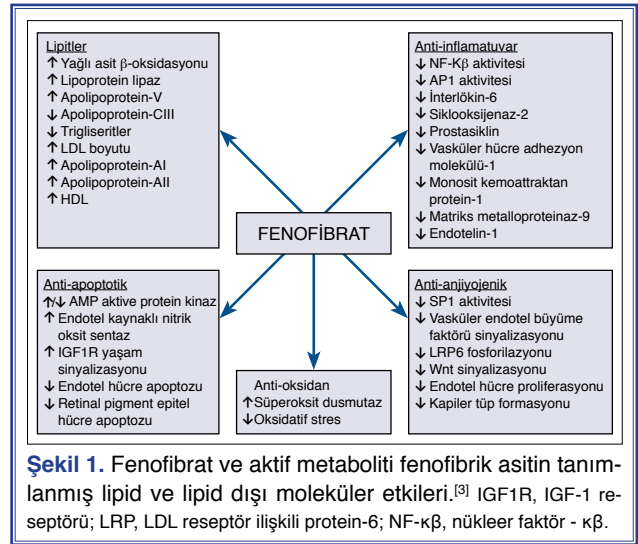 Lipitler
↑ Yağlı asit β-oksidasyonu
↑ Lipoprotein lipaz
↑ Apolipoprotein-V
↓ Apolipoprotein-CIII
↓ Trigliseritler
↑ LDL boyutu
↑ Apolipoprotein-AI
↑ Apolipoprotein-AII
↑ HDL
Anti-inflamatuvar
↓ NF-Kβ aktivitesi
↓ AP1 aktivitesi
↓ İnterlökin-6
↓ Siklooksijenaz-2
↓ Prostasiklin
↓ Vasküler hücre adhezyon
molekülü-1
↓ Monosit kemoattraktan
protein-1
↓ Matriks metalloproteinaz-9
↓ Endotelin-1
FENOFİBRAT
Anti-apoptotik
↑/↓ AMP aktive protein kinaz
↑ Endotel kaynaklı nitrik
oksit sentaz
↑ IGF1R yaşam
sinyalizasyonu
↓ Endotel hücre apoptozu
↓ Retinal pigment epitel
hücre apoptozu
Anti-oksidan
↑ Süperoksit dusmutaz
↓ Oksidatif stres
Anti-anjiyojenik
↓ SP1 aktivitesi
↓ Vasküler endotel büyüme
faktörü sinyalizasyonu
↓ LRP6 fosforilazyonu
↓ Wnt sinyalizasyonu
↓ Endotel hücre proliferasyonu
↓ Kapiler tüp formasyonu
Şekil 1. Fenofibrat ve aktif metaboliti fenofibrik asitin tanım-
lanmış lipid ve lipid dışı moleküler etkileri.[3] IGF1R, IGF-1 re-
septörü; LRP, LDL reseptör ilişkili protein-6; NF-κβ, nükleer faktör - κβ.